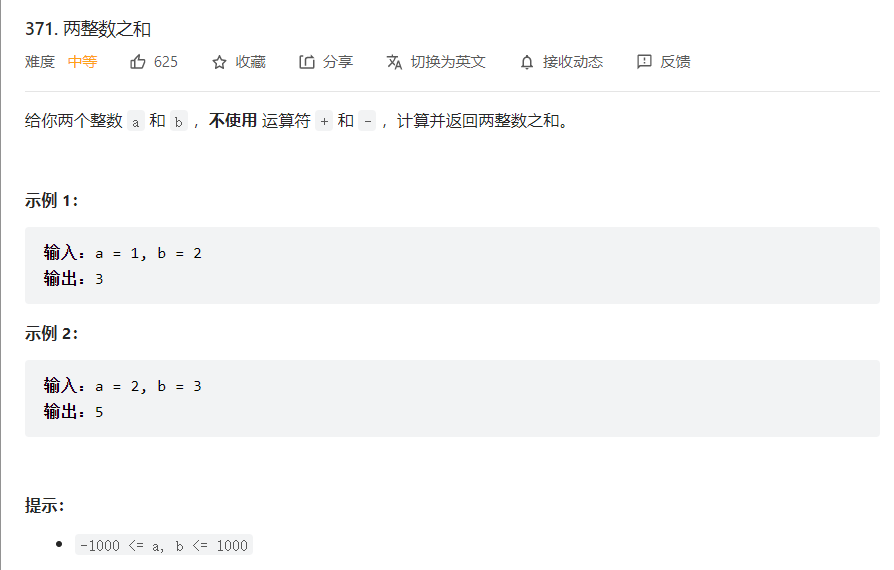 371. 两整数之和
难度 中等 625 收藏 分享 切换为英文 接收动态 反馈
给你两个整数 a 和 b ，不使用 运算符 + 和 - ，计算并返回两整数之和。
示例 1：
输入：a = 1, b = 2
输出：3
示例 2：
输入：a = 2, b = 3
输出：5
提示：
-1000 <= a, b <= 1000